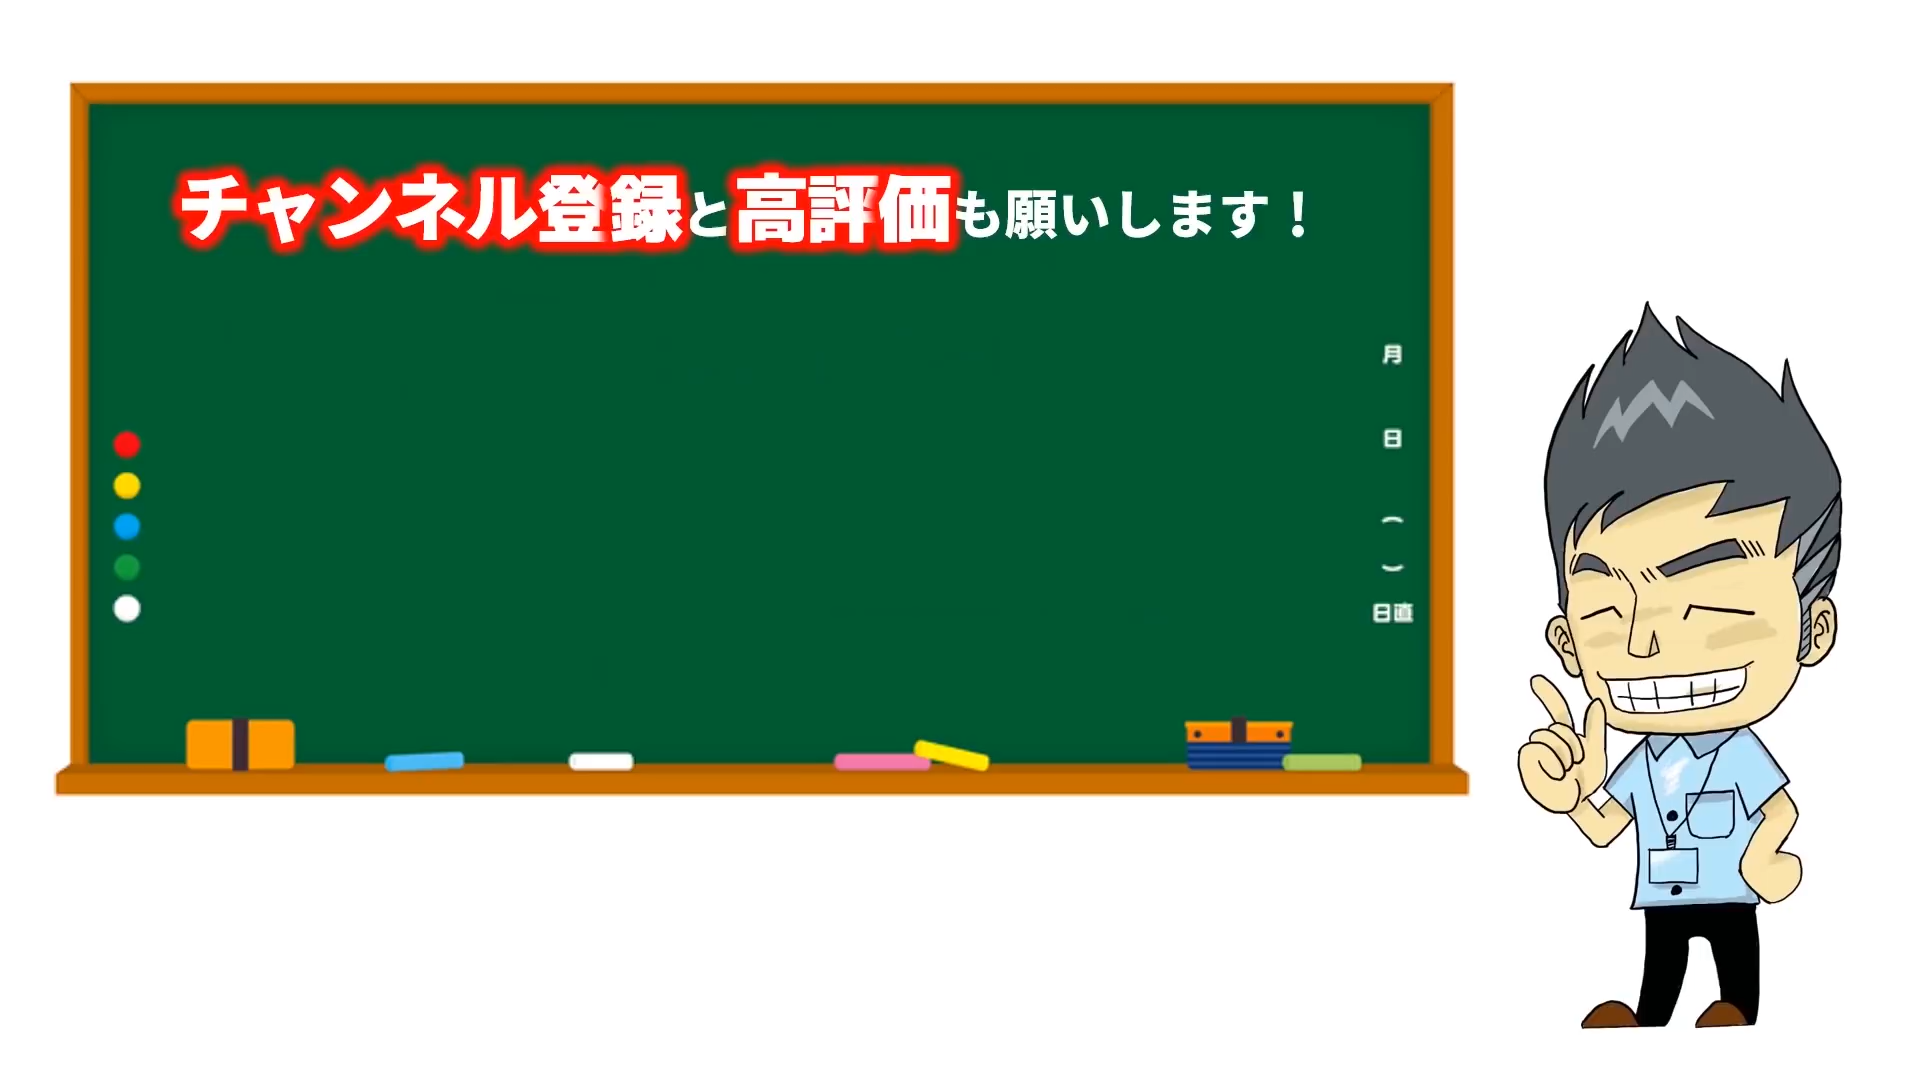 チャンネル登録と高評価も願いします！
月
日
（
）
日直